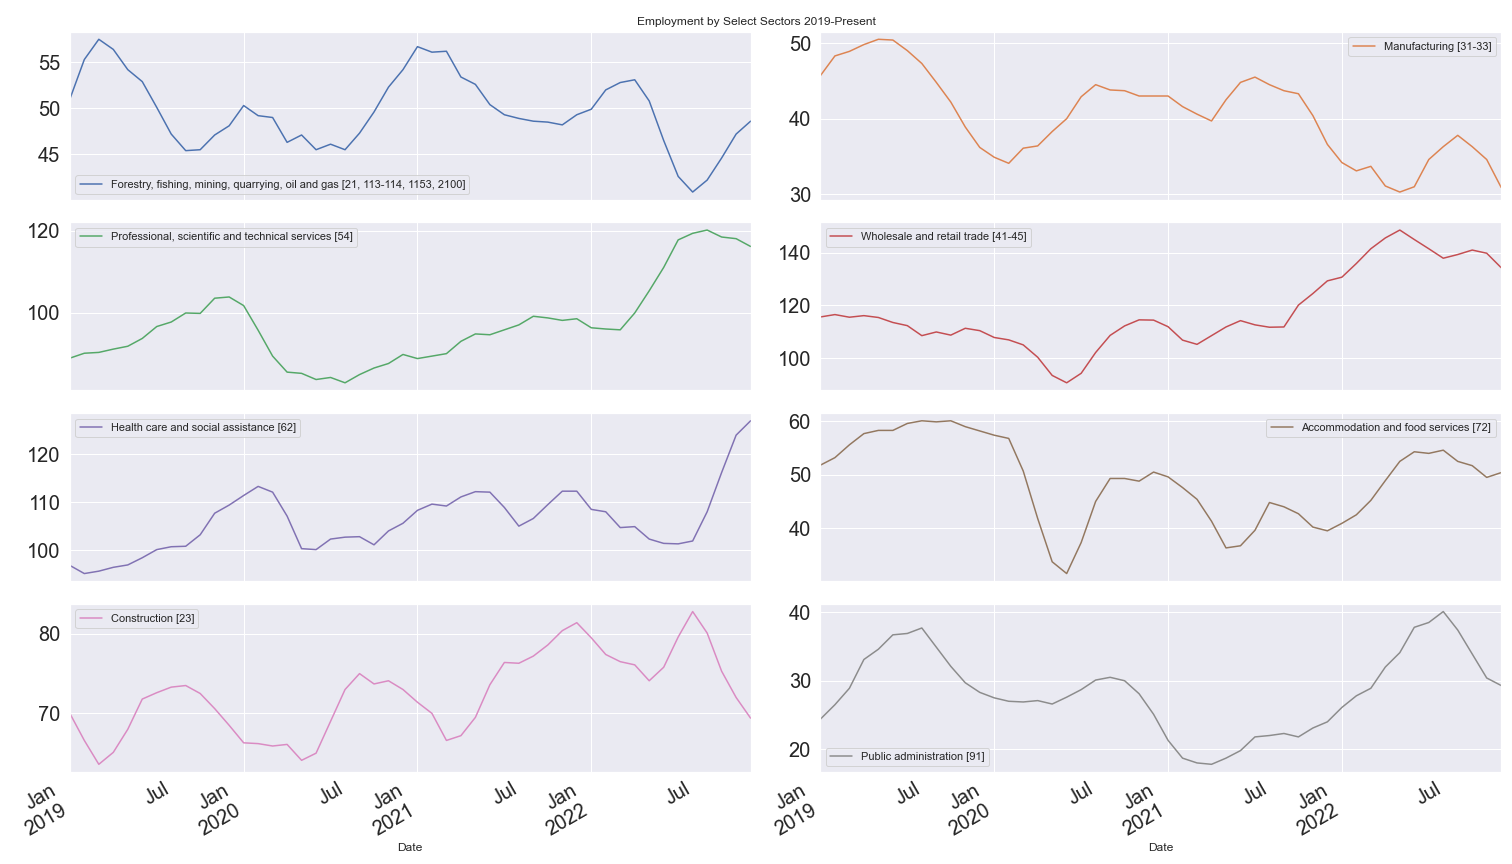 Employment by Select Sectors 2019-Present
55
50
45
Forestry, fishing, mining, quarrying, oil and gas [21, 113-114, 1153, 2100]
50
40
30
Manufacturing [31-33]
120
100
Professional, scientific and technical services [54]
140
120
100
Wholesale and retail trade [41-45]
120
110
100
Health care and social assistance [62]
60
50
40
Accommodation and food services [72]
80
70
Construction [23]
40
30
20
Public administration [91]
Jan
2019
Jul
Jan
2020
Jul
Jan
2021
Jul
Jan
2022
Jul
Date
Jan
2019
Jul
Jan
2020
Jul
Jan
2021
Jul
Jan
2022
Jul
Date